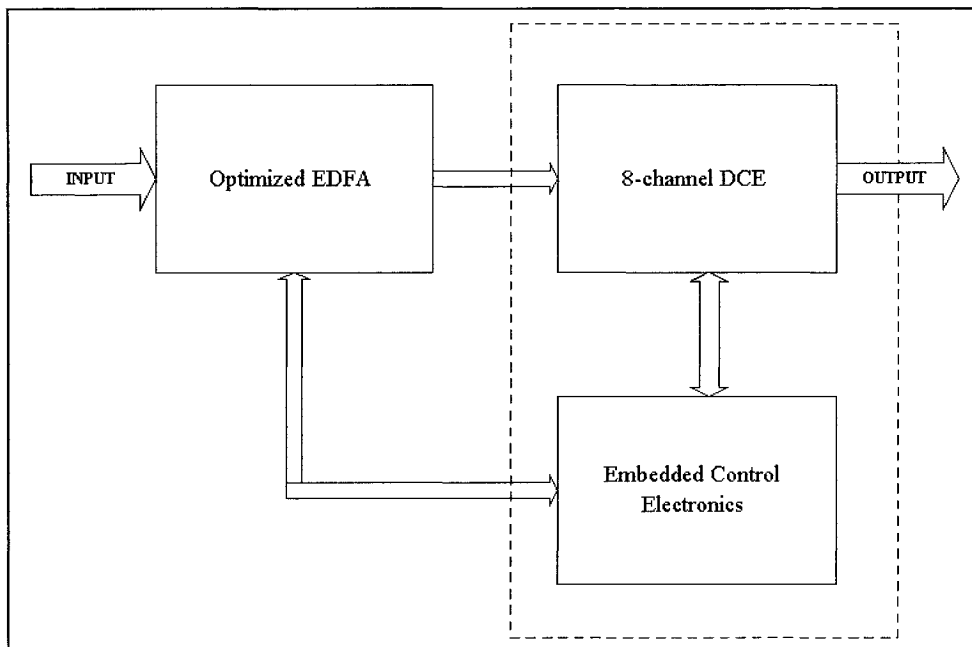 INPUT
Optimized EDFA
8-channel DCE
OUTPUT
Embedded Control
Electronics